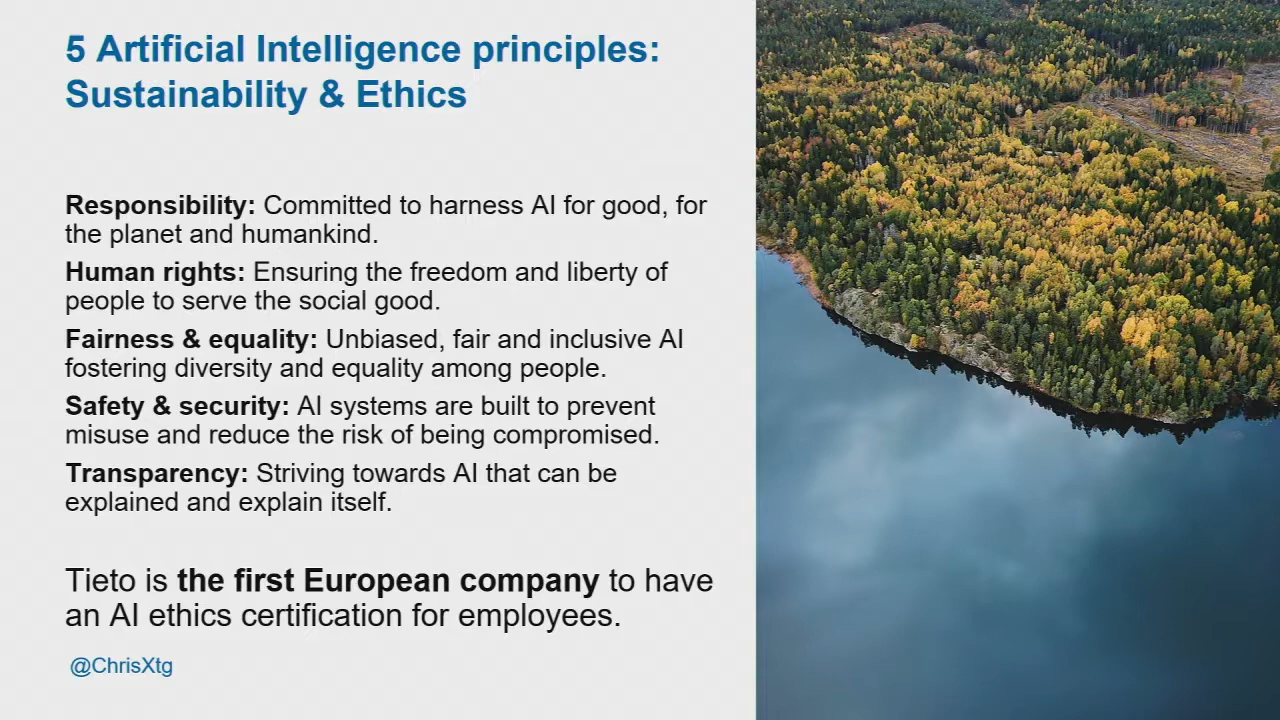 5 Artificial Intelligence principles:
Sustainability & Ethics
Responsibility: Committed to harness AI for good, for
the planet and humankind.
Human rights: Ensuring the freedom and liberty of
people to serve the social good.
Fairness & equality: Unbiased, fair and inclusive AI
fostering diversity and equality among people.
Safety & security: AI systems are built to prevent
misuse and reduce the risk of being compromised.
Transparency: Striving towards AI that can be
explained and explain itself.
Tieto is the first European company to have
an AI ethics certification for employees.
@ChrisXtg